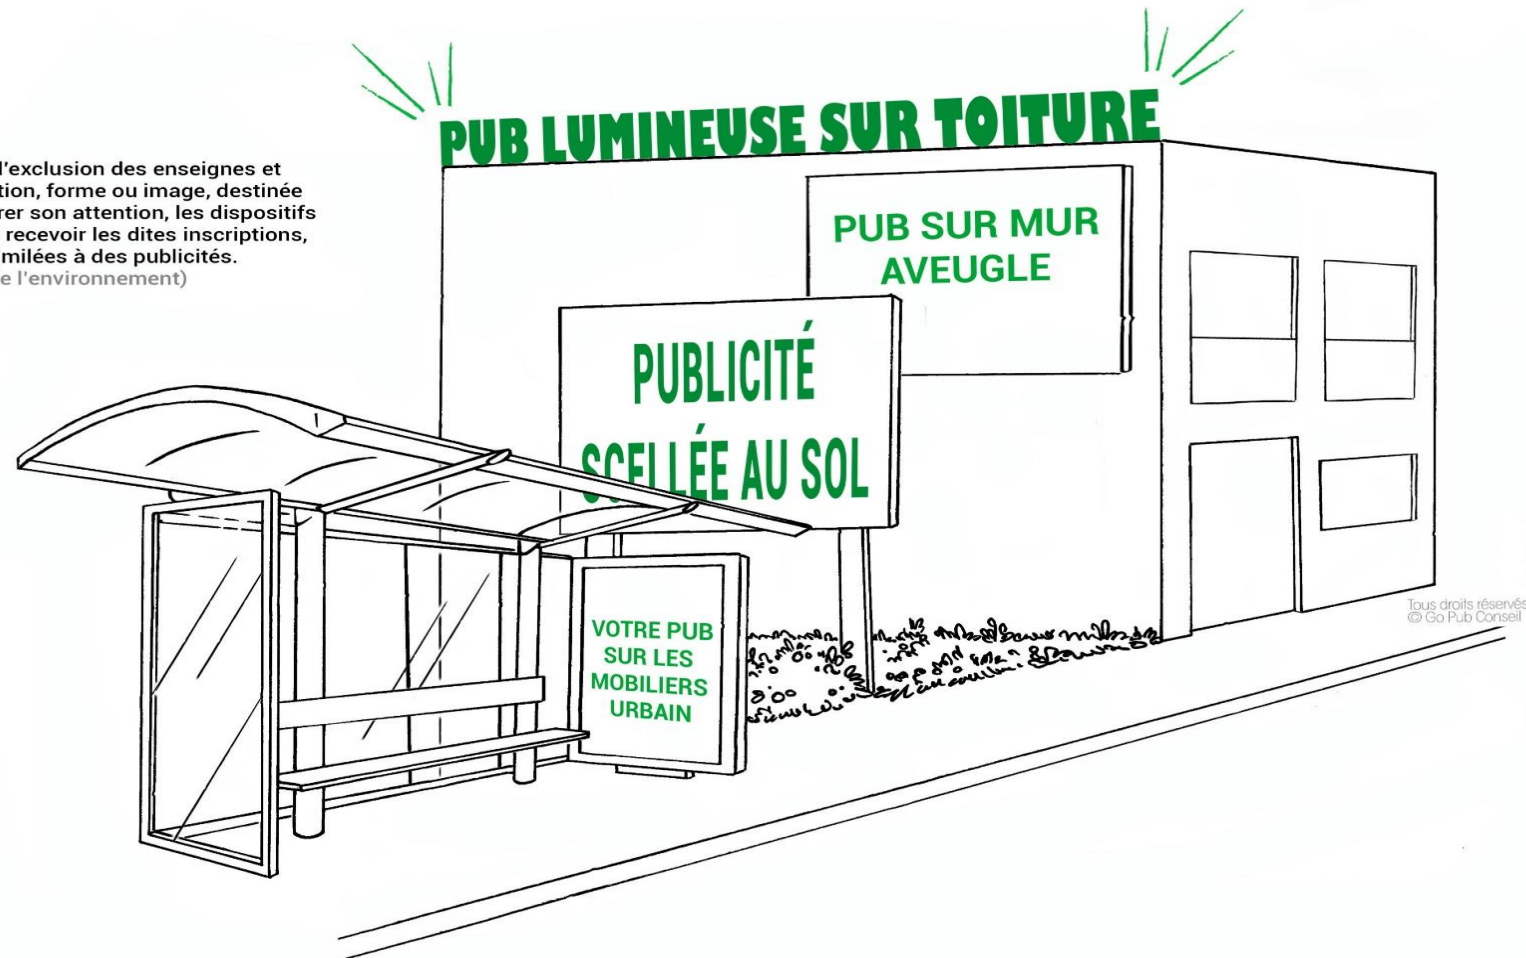 PUB LUMINEUSE SUR TOITURE
l'exclusion des enseignes et
tion, forme ou image, destinée
rer son attention, les dispositifs
recevoir les dites inscriptions,
milées à des publicités.
e l'environnement)
PUB SUR MUR
AVEUGLE
PUBLICITÉ
SCELLÉE AU SOL
VOTRE PUB
SUR LES
MOBILIERS
URBAIN
Tous droits réservés
© Go Pub Conseil